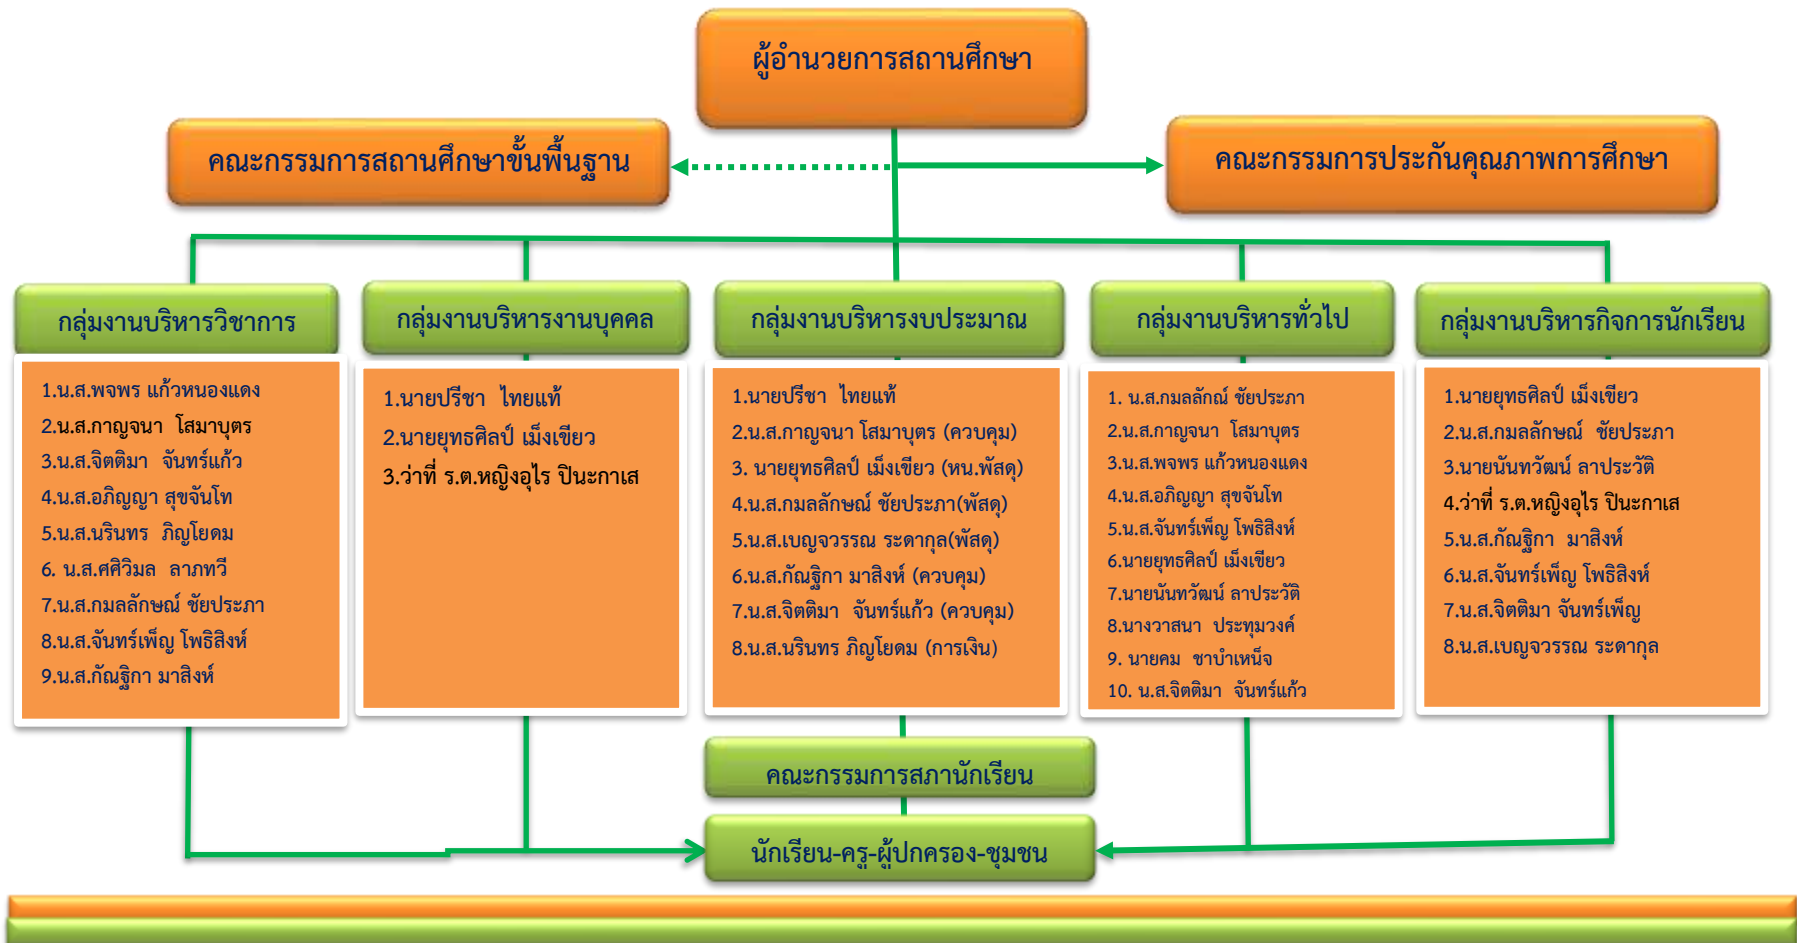 ผู้อำนวยการสถานศึกษา
คณะกรรมการสถานศึกษาขั้นพื้นฐาน
คณะกรรมการประกันคุณภาพการศึกษา
กลุ่มงานบริหารวิชาการ
1.น.ส.พจพร แก้วหนองแดง
2.น.ส.กาญจนา โสมาบุตร
3.น.ส.จิตติมา จันทร์แก้ว
4.น.ส.อภิญญา สุขจันโท
5.น.ส.นรินทร ภิญโยดม
6. น.ส.ศศิวิมล ลาภทวี
7.น.ส.กมลลักษณ์ ชัยประภา
8.น.ส.จันทร์เพ็ญ โพธิสิงห์
9.น.ส.กัณฐิกา มาสิงห์
กลุ่มงานบริหารงานบุคคล
1.นายปรีชา ไทยแท้
2.นายยุทธศิลป์ เม็งเขียว
3.ว่าที่ ร.ต.หญิงอุไร ปินะกาเส
กลุ่มงานบริหารงบประมาณ
1.นายปรีชา ไทยแท้
2.น.ส.กาญจนา โสมาบุตร (ควบคุม)
3. นายยุทธศิลป์ เม็งเขียว (หน.พัสดุ)
4.น.ส.กมลลักษณ์ ชัยประภา(พัสดุ)
5.น.ส.เบญจวรรณ ระดากุล(พัสดุ)
6.น.ส.กัณฐิกา มาสิงห์ (ควบคุม)
7.น.ส.จิตติมา จันทร์แก้ว (ควบคุม)
8.น.ส.นรินทร ภิญโยดม (การเงิน)
กลุ่มงานบริหารทั่วไป
1. น.ส.กมลลักณ์ ชัยประภา
2.น.ส.กาญจนา โสมาบุตร
3.น.ส.พจพร แก้วหนองแดง
4.น.ส.อภิญญา สุขจันโท
5.น.ส.จันทร์เพ็ญ โพธิสิงห์
6.นายยุทธศิลป์ เม็งเขียว
7.นายนันทวัฒน์ ลาประวัติ
8.นางวาสนา ประทุมวงค์
9. นายคม ชาบำเหน็จ
10. น.ส.จิตติมา จันทร์แก้ว
กลุ่มงานบริหารกิจการนักเรียน
1.นายยุทธศิลป์ เม็งเขียว
2.น.ส.กมลลักษณ์ ชัยประภา
3.นายนันทวัฒน์ ลาประวัติ
4.ว่าที่ ร.ต.หญิงอุไร ปินะกาเส
5.น.ส.กัณฐิกา มาสิงห์
6.น.ส.จันทร์เพ็ญ โพธิสิงห์
7.น.ส.จิตติมา จันทร์เพ็ญ
8.น.ส.เบญจวรรณ ระดากุล
คณะกรรมการสภานักเรียน
นักเรียน-ครู-ผู้ปกครอง-ชุมชน